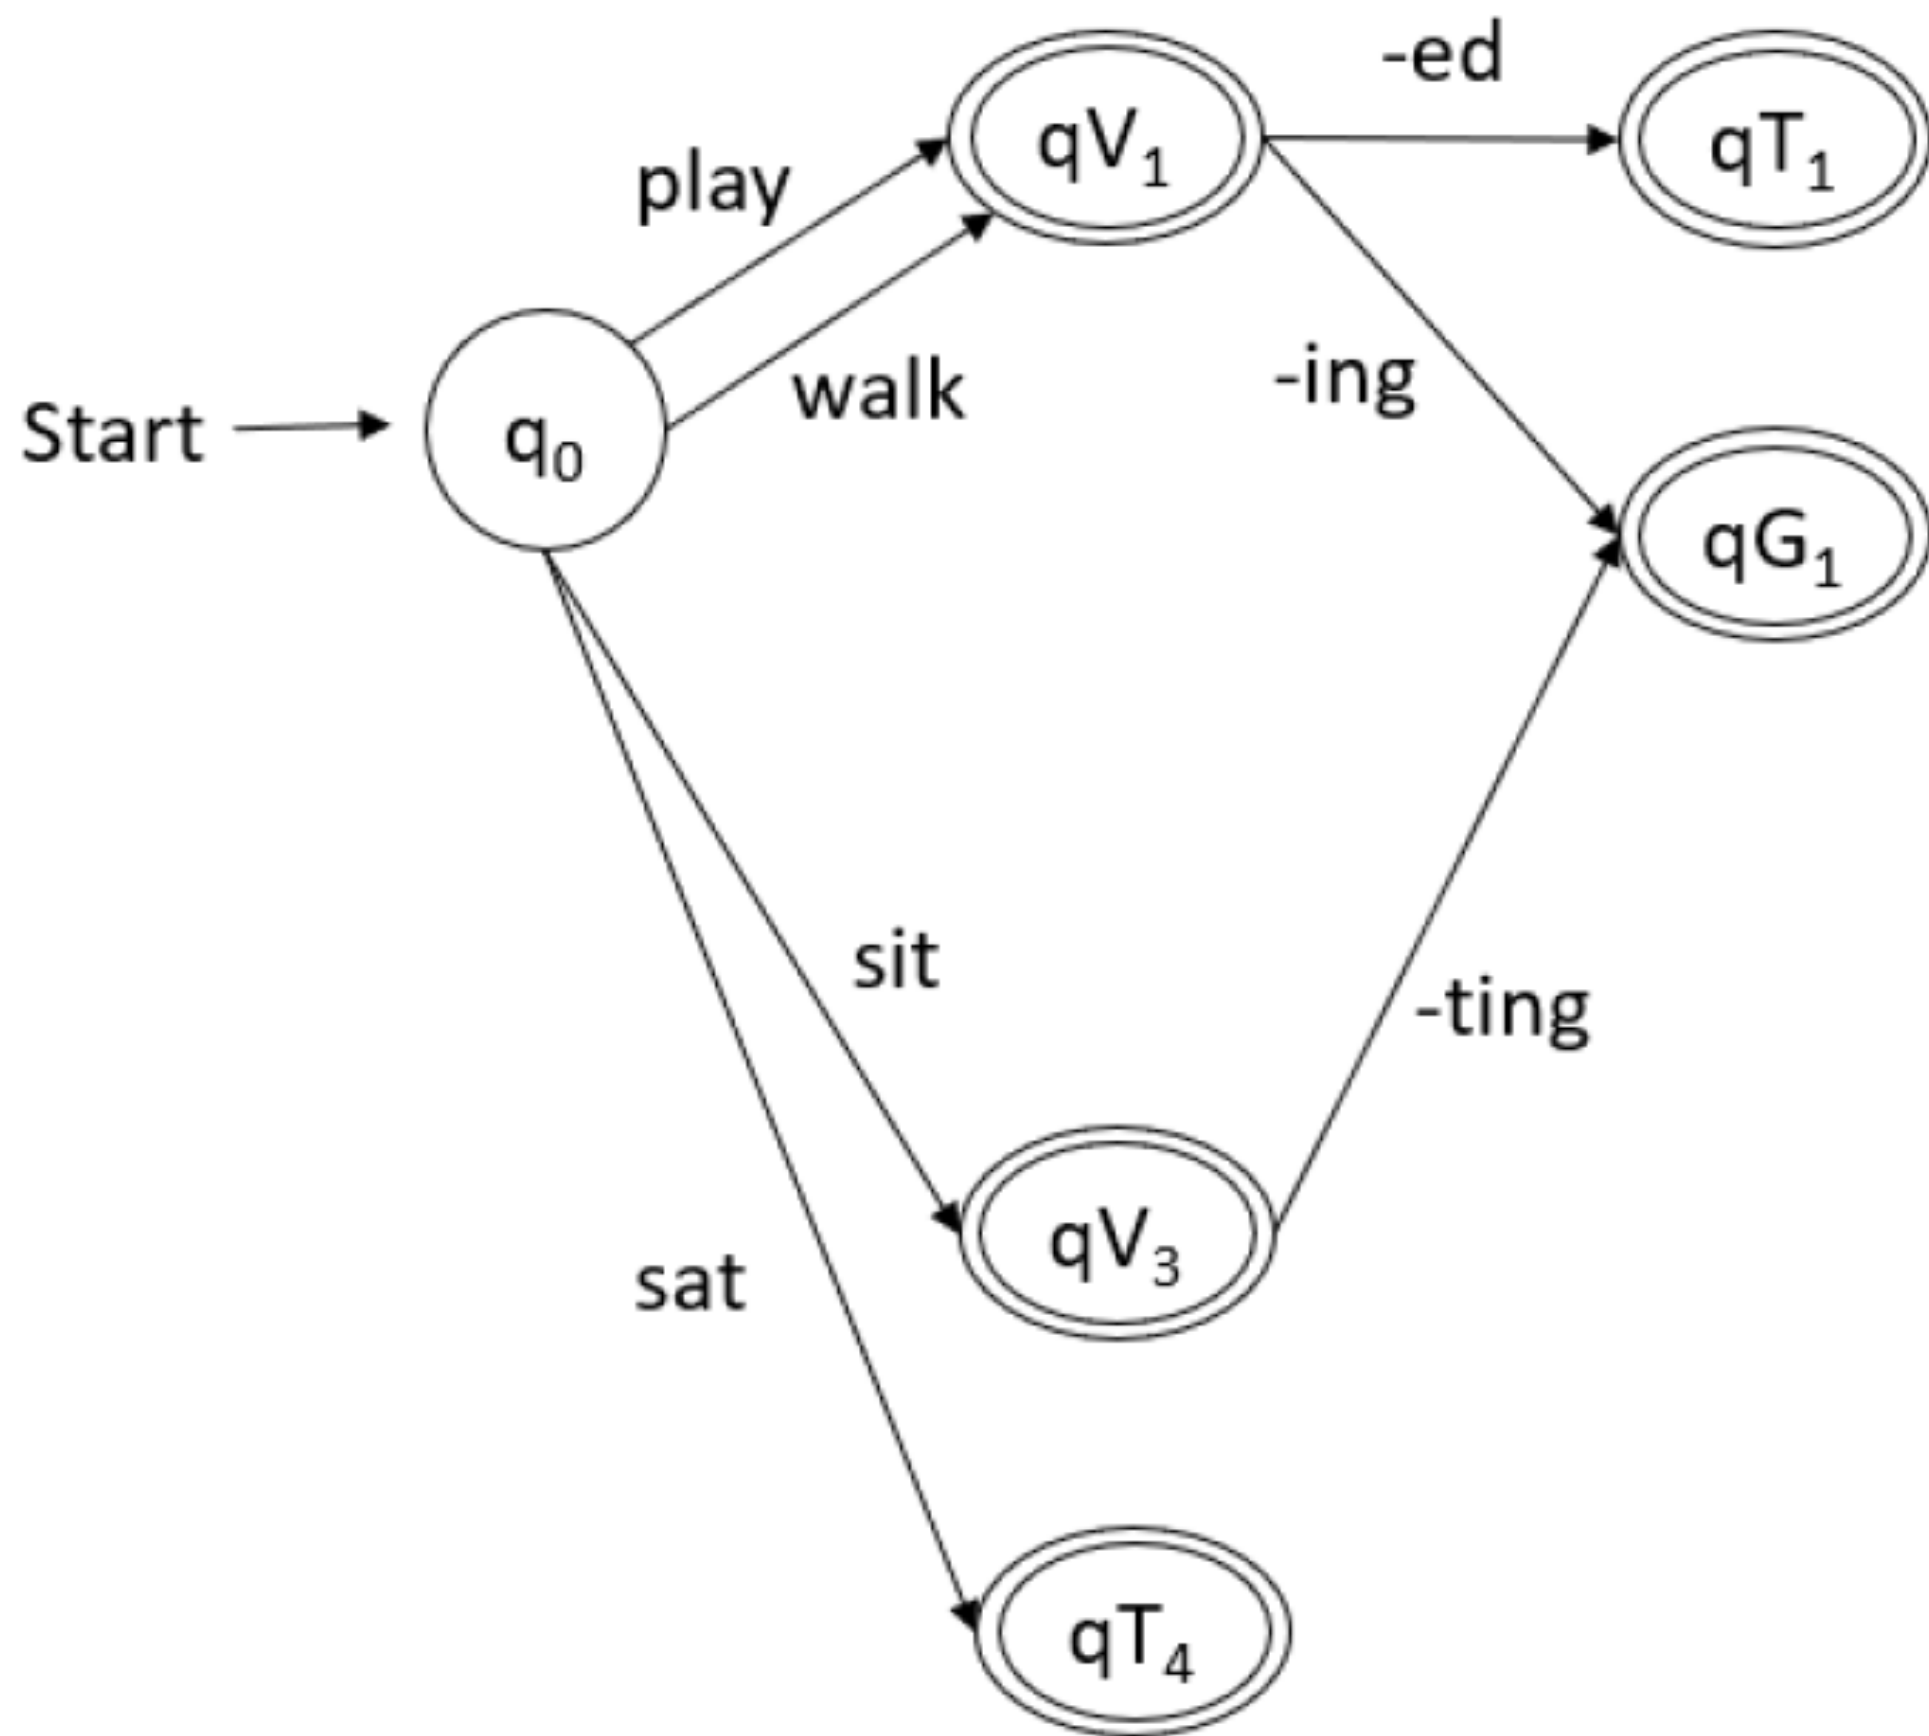 -ed
qV₁
qT₁
play
-ing
walk
Start
q₀
qG₁
sit
-ting
qV₃
sat
qT₄